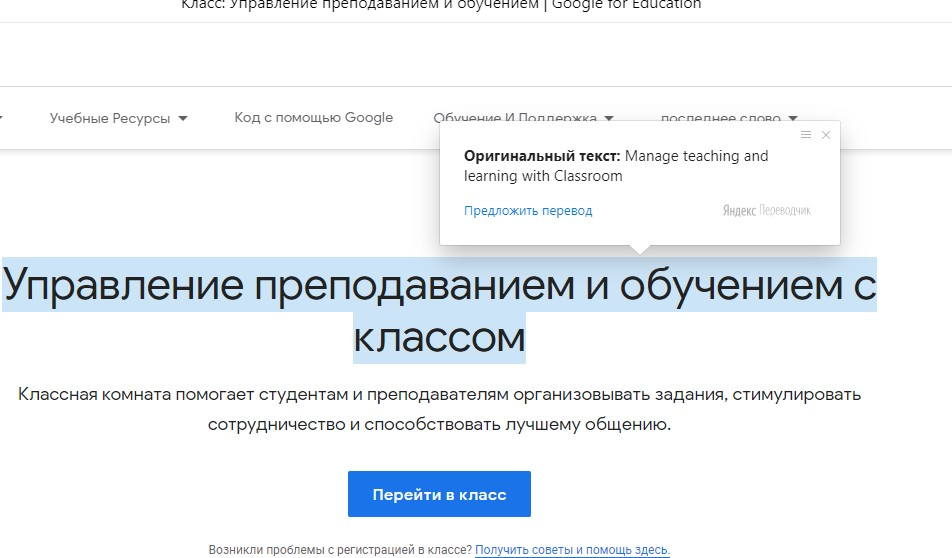 Класс: Управление преподаванием и обучением | Google for Education
Учебные Ресурсы
Код с помощью Google
Обучение И Поддержка
последнее слово
Оригинальный текст: Manage teaching and
learning with Classroom
Предложить перевод
Яндекс Переводчик
Управление преподаванием и обучением с
классом
Классная комната помогает студентам и преподавателям организовывать задания, стимулировать
сотрудничество и способствовать лучшему общению.
Перейти в класс
Возникли проблемы с регистрацией в классе? Получить советы и помощь здесь.